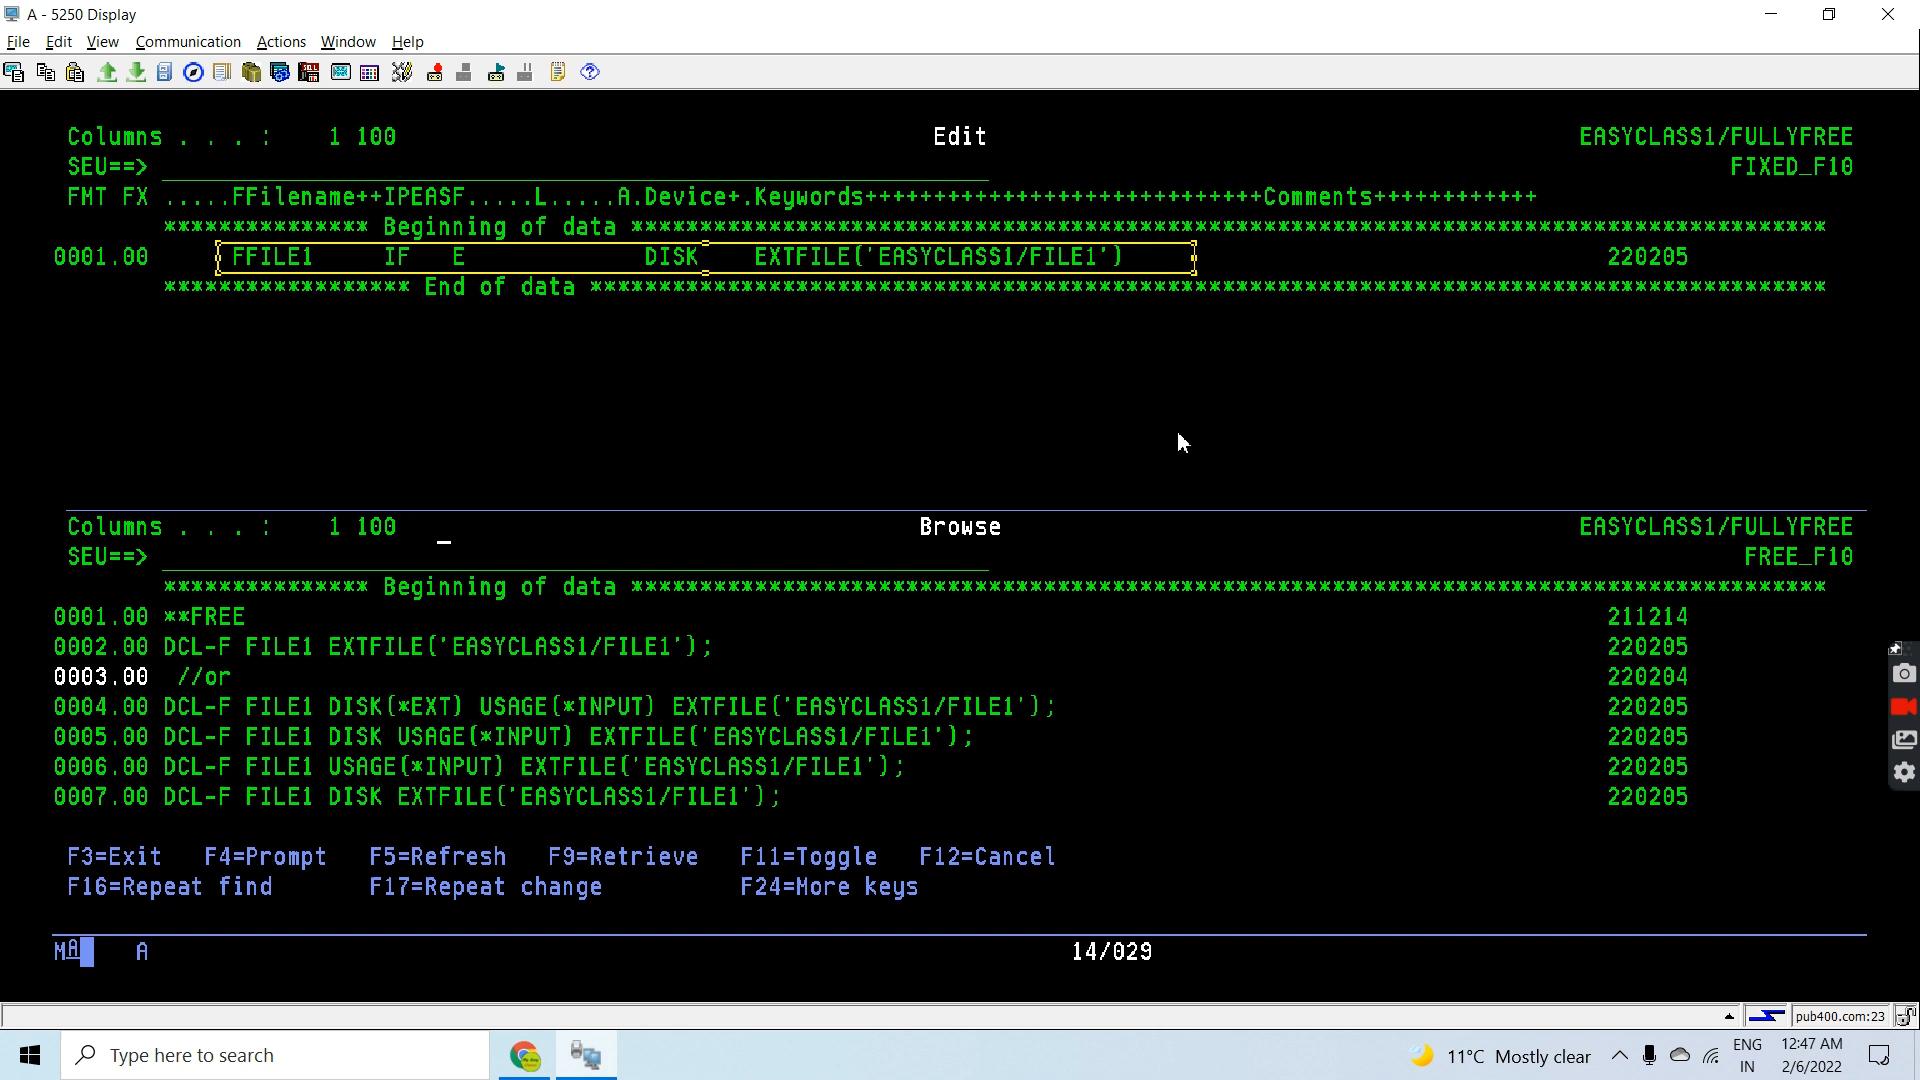 A - 5250 Display
File Edit View Communication Actions Window Help
Columns . . . : 1 100 Edit EASYCLASS1/FULLYFREE
SEU==> FIXED_F10
FMT FX .....FFilename++IPEASF.....L.....A.Device+.Keywords+++++++++++++++++++++++++++++Comments++++++++++++
*************** Beginning of data ***************************************************************************************
0001.00 FFILE1 IF E DISK EXTFILE('EASYCLASS1/FILE1') 220205
****************** End of data ******************************************************************************************
Columns . . . : 1 100 Browse EASYCLASS1/FULLYFREE
SEU==> FREE_F10
*************** Beginning of data ***************************************************************************************
0001.00 **FREE 211214
0002.00 DCL-F FILE1 EXTFILE('EASYCLASS1/FILE1'); 220205
0003.00 //or 220204
0004.00 DCL-F FILE1 DISK(*EXT) USAGE(*INPUT) EXTFILE('EASYCLASS1/FILE1'); 220205
0005.00 DCL-F FILE1 DISK USAGE(*INPUT) EXTFILE('EASYCLASS1/FILE1'); 220205
0006.00 DCL-F FILE1 USAGE(*INPUT) EXTFILE('EASYCLASS1/FILE1'); 220205
0007.00 DCL-F FILE1 DISK EXTFILE('EASYCLASS1/FILE1'); 220205
F3=Exit F4=Prompt F5=Refresh F9=Retrieve F11=Toggle F12=Cancel
F16=Repeat find F17=Repeat change F24=More keys
MA A 14/029
pub400.com:23
Type here to search
11°C Mostly clear
ENG
IN
12:47 AM
2/6/2022